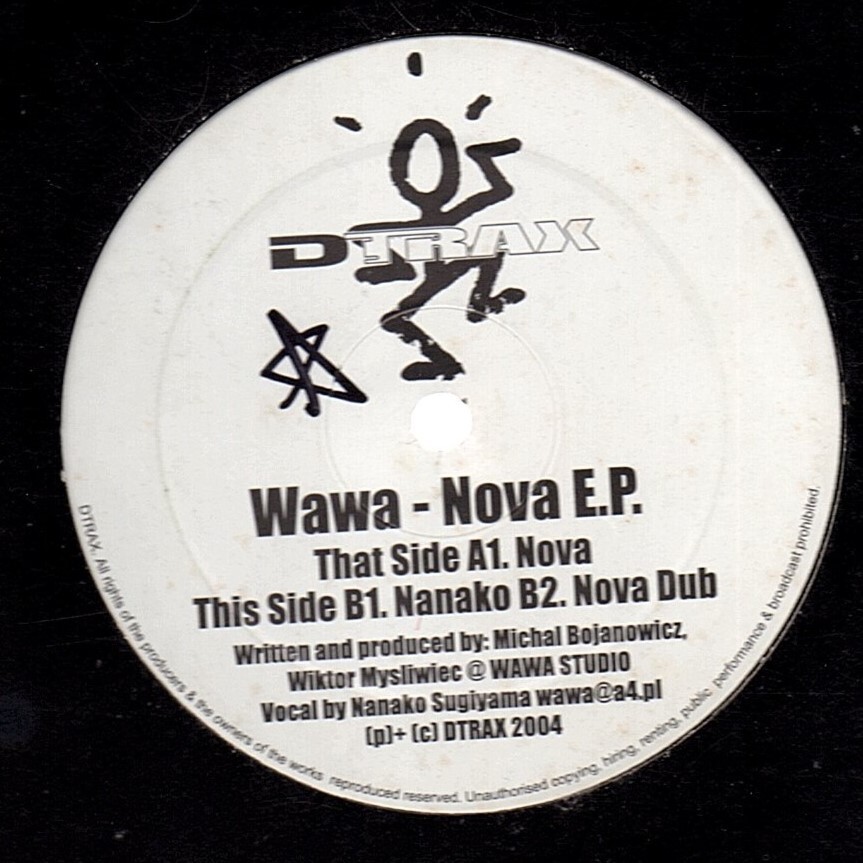 DTRAX
Wawa - Nova E.P.
That Side A1. Nova
This Side B1. Nanako B2. Nova Dub
Written and produced by: Michal Bojanowicz,
Wiktor Mysliwiec @ WAWA STUDIO
Vocal by Nanako Sugiyama wawa@a4.pl
(p)+ (c) DTRAX 2004
DTRAX. All rights of the producers & the owners of the works reproduced reserved. Unauthorised copying, hiring, renting, public performance & broadcast prohibited.